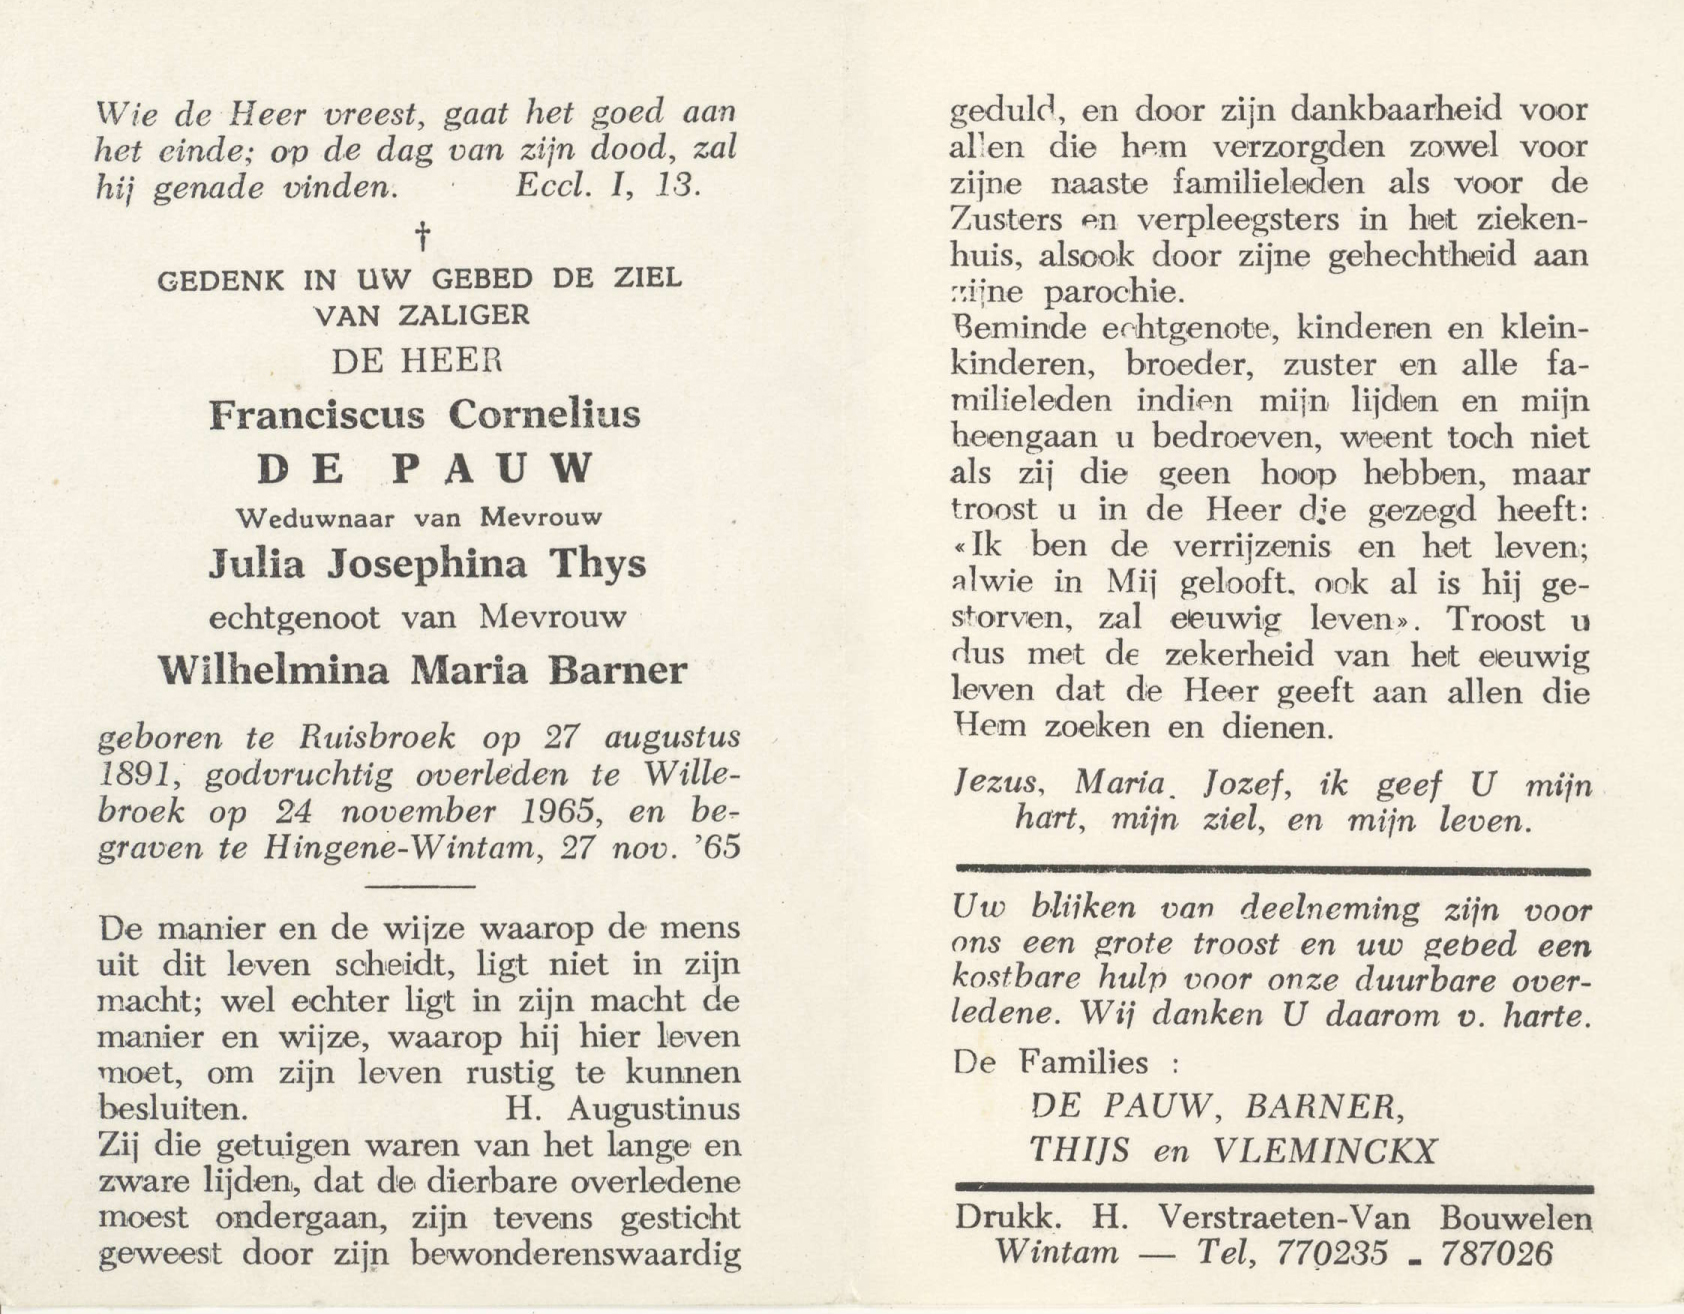 Wie de Heer vreest, gaat het goed aan
het einde; op de dag van zijn dood, zal
hij genade vinden. Eccl. I, 13.
†
GEDENK IN UW GEBED DE ZIEL
VAN ZALIGER
DE HEER
Franciscus Cornelius
DE PAUW
Weduwnaar van Mevrouw
Julia Josephina Thys
echtgenoot van Mevrouw
Wilhelmina Maria Barner
geboren te Ruisbroek op 27 augustus
1891, godvruchtig overleden te Wille-
broek op 24 november 1965, en be-
graven te Hingene-Wintam, 27 nov. ’65
De manier en de wijze waarop de mens
uit dit leven scheidt, ligt niet in zijn
macht; wel echter ligt in zijn macht de
manier en wijze, waarop hij hier leven
moet, om zijn leven rustig te kunnen
besluiten. H. Augustinus
Zij die getuigen waren van het lange en
zware lijden, dat de dierbare overledene
moest ondergaan, zijn tevens gesticht
geweest door zijn bewonderenswaardig
geduld, en door zijn dankbaarheid voor
allen die hem verzorgden zowel voor
zijne naaste familieleden als voor de
Zusters en verpleegsters in het zieken-
huis, alsook door zijne gehechtheid aan
zijne parochie.
Beminde echtgenote, kinderen en klein-
kinderen, broeder, zuster en alle fa-
milieleden indien mijn lijden en mijn
heengaan u bedroeven, weent toch niet
als zij die geen hoop hebben, maar
troost u in de Heer die gezegd heeft:
«Ik ben de verrijzenis en het leven;
alwie in Mij gelooft. ook al is hij ge-
storven, zal eeuwig leven». Troost u
dus met de zekerheid van het eeuwig
leven dat de Heer geeft aan allen die
Hem zoeken en dienen.
Jezus, Maria. Jozef, ik geef U mijn
hart, mijn ziel, en mijn leven.
Uw blijken van deelneming zijn voor
ons een grote troost en uw gebed een
kostbare hulp voor onze duurbare over-
ledene. Wij danken U daarom v. harte.
De Families :
DE PAUW, BARNER,
THIJS en VLEMINCKX
Drukk. H. Verstraeten-Van Bouwelen
Wintam — Tel, 770235 - 787026